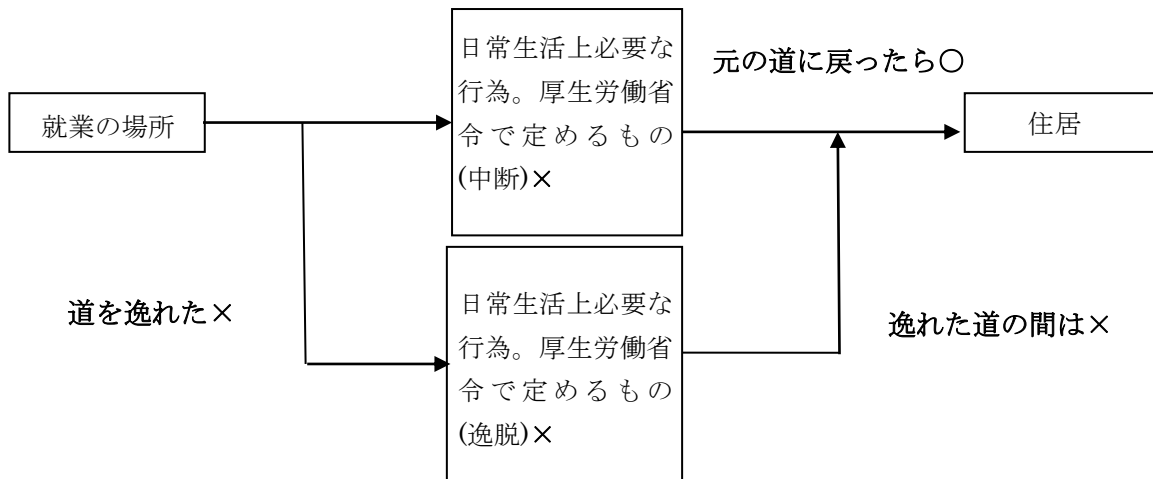 就業の場所
日常生活上必要な
行為。厚生労働省
令で定めるもの
(中断)×
元の道に戻ったら○
住居
道を逸れた×
日常生活上必要な
行為。厚生労働省
令で定めるもの
(逸脱)×
逸れた道の間は×